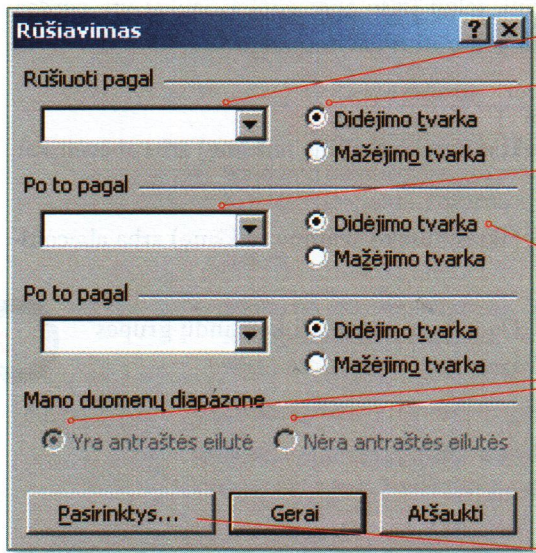 Rūšiavimas
Rūšiuoti pagal
Didėjimo tvarka
Mažėjimo tvarka
Po to pagal
Didėjimo tvarka
Mažėjimo tvarka
Po to pagal
Didėjimo tvarka
Mažėjimo tvarka
Mano duomenų diapazone
Yra antraštės eilutė Nėra antraštės eilutės
Pasirinktys... Gerai Atšaukti